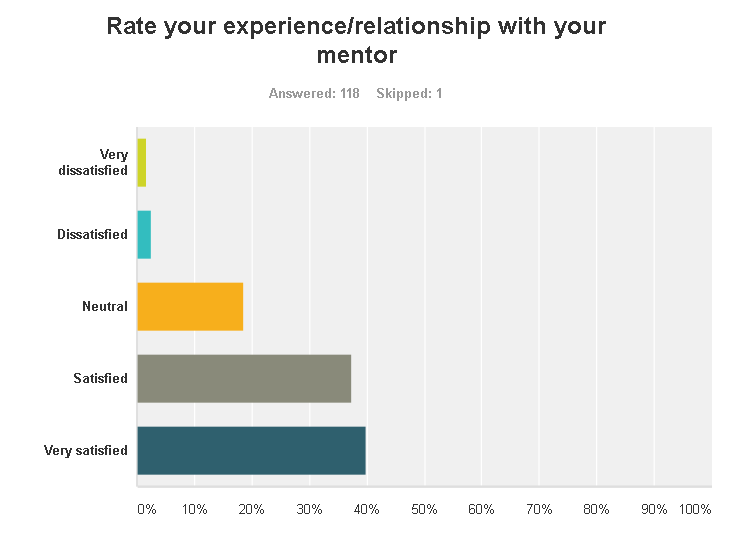 Rate your experience/relationship with your
mentor
Answered: 118 Skipped: 1
Very
dissatisfied
Dissatisfied
Neutral
Satisfied
Very satisfied
0% 10% 20% 30% 40% 50% 60% 70% 80% 90% 100%